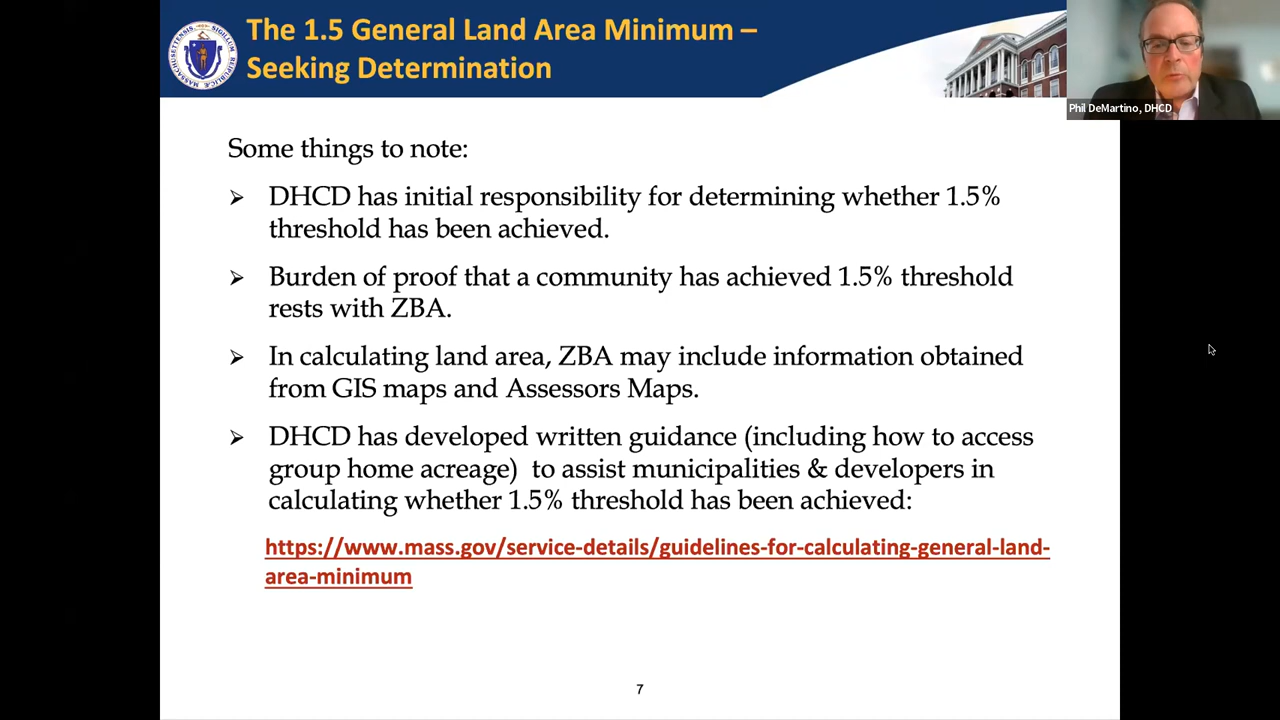 The 1.5 General Land Area Minimum –
Seeking Determination
Phil DeMartino, DHCD
Some things to note:
➢ DHCD has initial responsibility for determining whether 1.5%
threshold has been achieved.
➢ Burden of proof that a community has achieved 1.5% threshold
rests with ZBA.
➢ In calculating land area, ZBA may include information obtained
from GIS maps and Assessors Maps.
➢ DHCD has developed written guidance (including how to access
group home acreage)  to assist municipalities & developers in
calculating whether 1.5% threshold has been achieved:
https://www.mass.gov/service-details/guidelines-for-calculating-general-land-
area-minimum
7